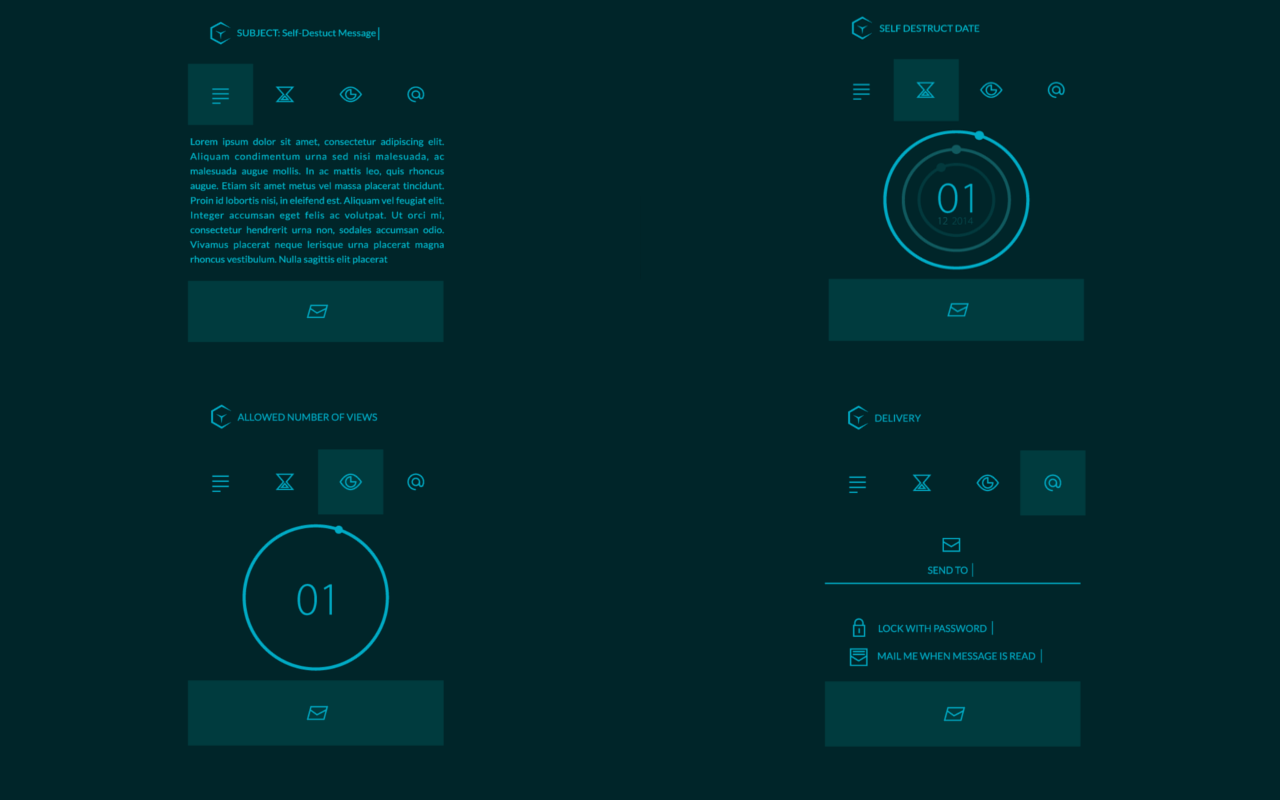 SUBJECT: Self-Destuct Message
Lorem ipsum dolor sit amet, consectetur adipiscing elit.
Aliquam condimentum urna sed nisi malesuada, ac
malesuada augue mollis. In ac mattis leo, quis rhoncus
augue. Etiam sit amet metus vel massa placerat tincidunt.
Proin id lobortis nisi, in eleifend est. Aliquam vel feugiat elit.
Integer accumsan eget felis ac volutpat. Ut orci mi,
consectetur hendrerit urna non, sodales accumsan odio.
Vivamus placerat neque lerisque urna placerat magna
rhoncus vestibulum. Nulla sagittis elit placerat
SELF DESTRUCT DATE
01
12 2014
ALLOWED NUMBER OF VIEWS
01
DELIVERY
SEND TO
LOCK WITH PASSWORD
MAIL ME WHEN MESSAGE IS READ